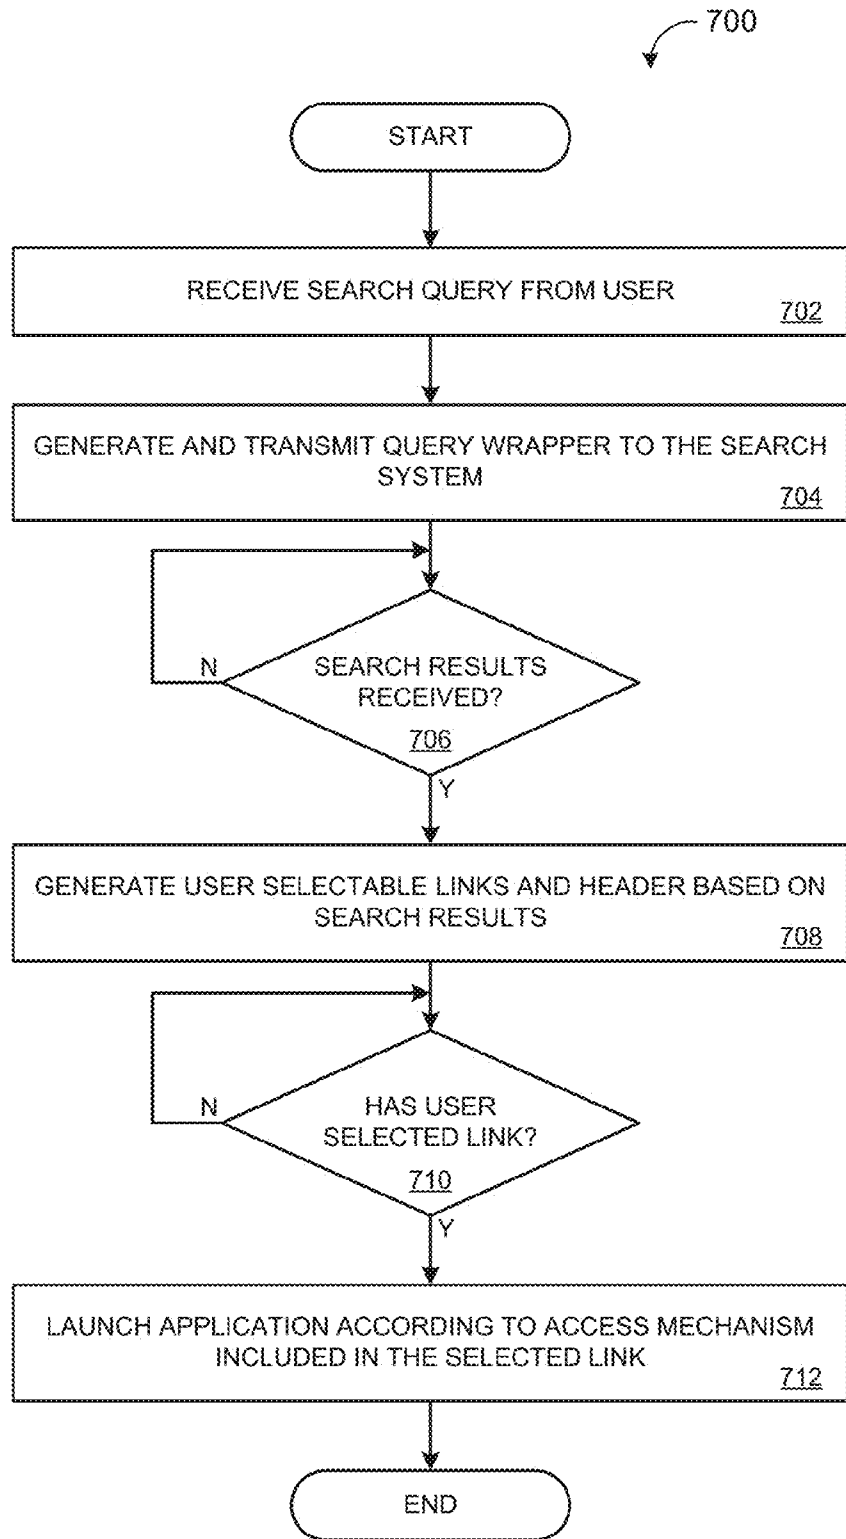 700
START
RECEIVE SEARCH QUERY FROM USER
702
GENERATE AND TRANSMIT QUERY WRAPPER TO THE SEARCH
SYSTEM
704
N
SEARCH RESULTS
RECEIVED?
706
Y
GENERATE USER SELECTABLE LINKS AND HEADER BASED ON
SEARCH RESULTS
708
N
HAS USER
SELECTED LINK?
710
Y
LAUNCH APPLICATION ACCORDING TO ACCESS MECHANISM
INCLUDED IN THE SELECTED LINK
712
END